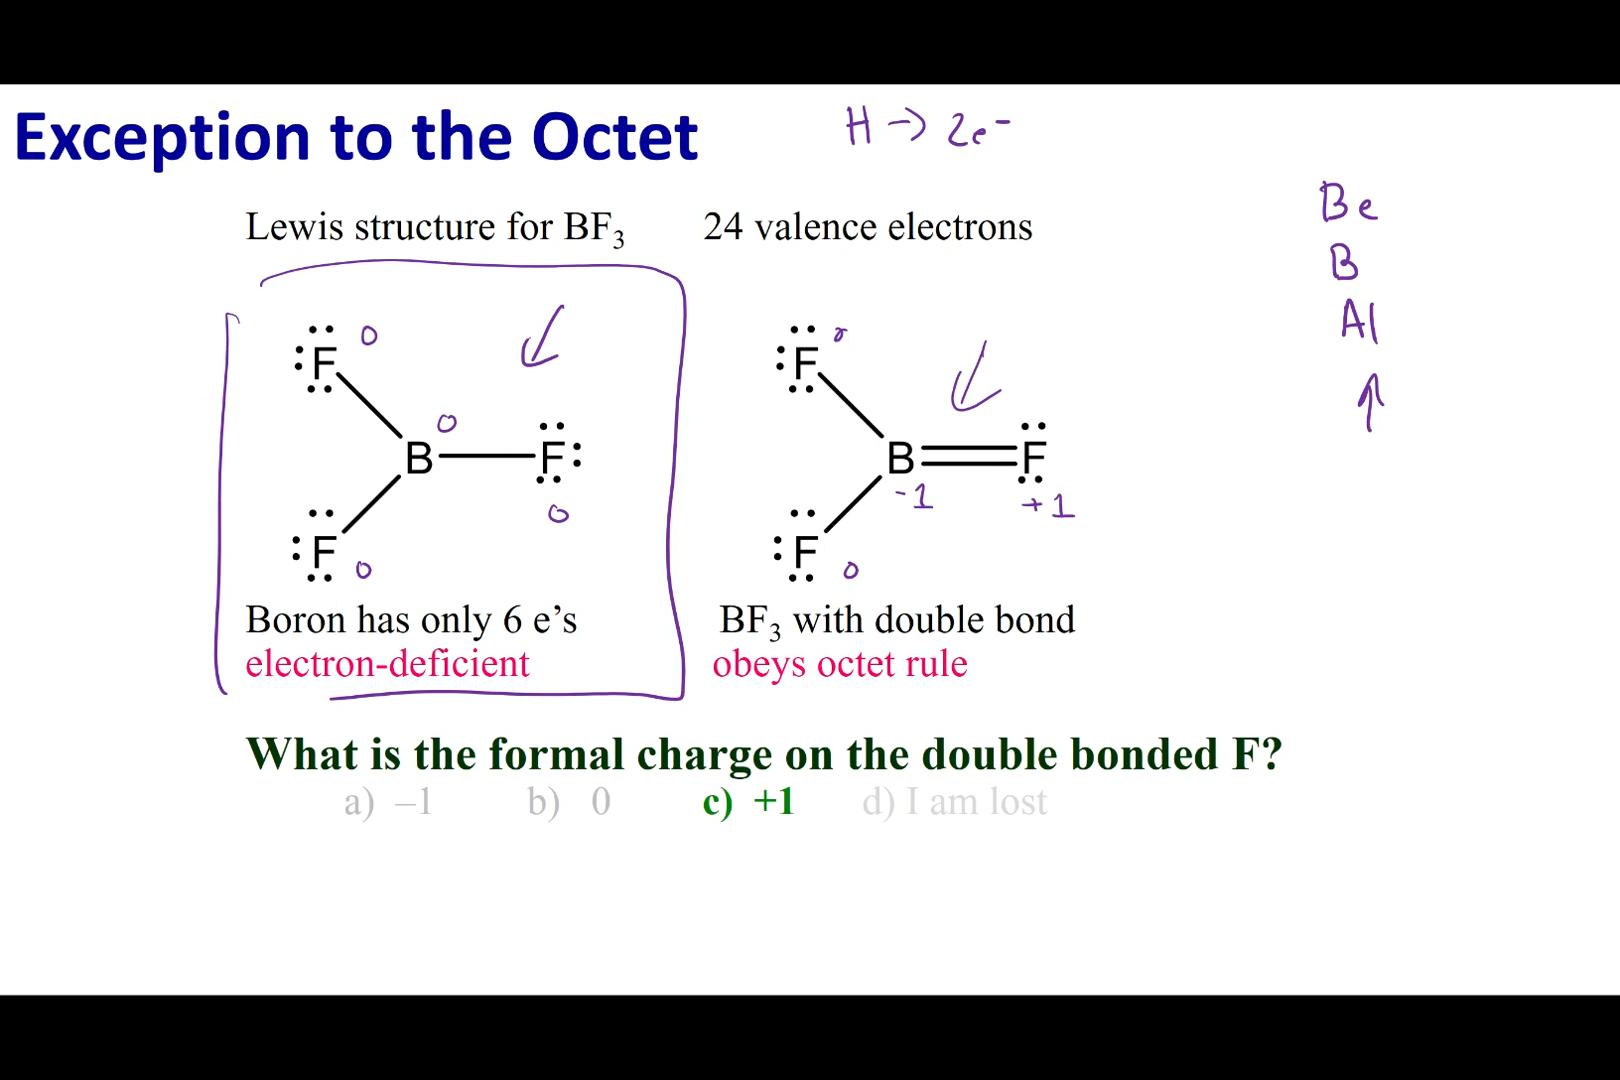 Exception to the Octet
H → 2e⁻
Be
B
Al
Lewis structure for BF₃ 24 valence electrons
F 0 F 0
B 0 F 0 B -1 F +1
F 0 F 0
Boron has only 6 e’s BF₃ with double bond
electron-deficient obeys octet rule
What is the formal charge on the double bonded F?
a) –1 b) 0 c) +1 d) I am lost